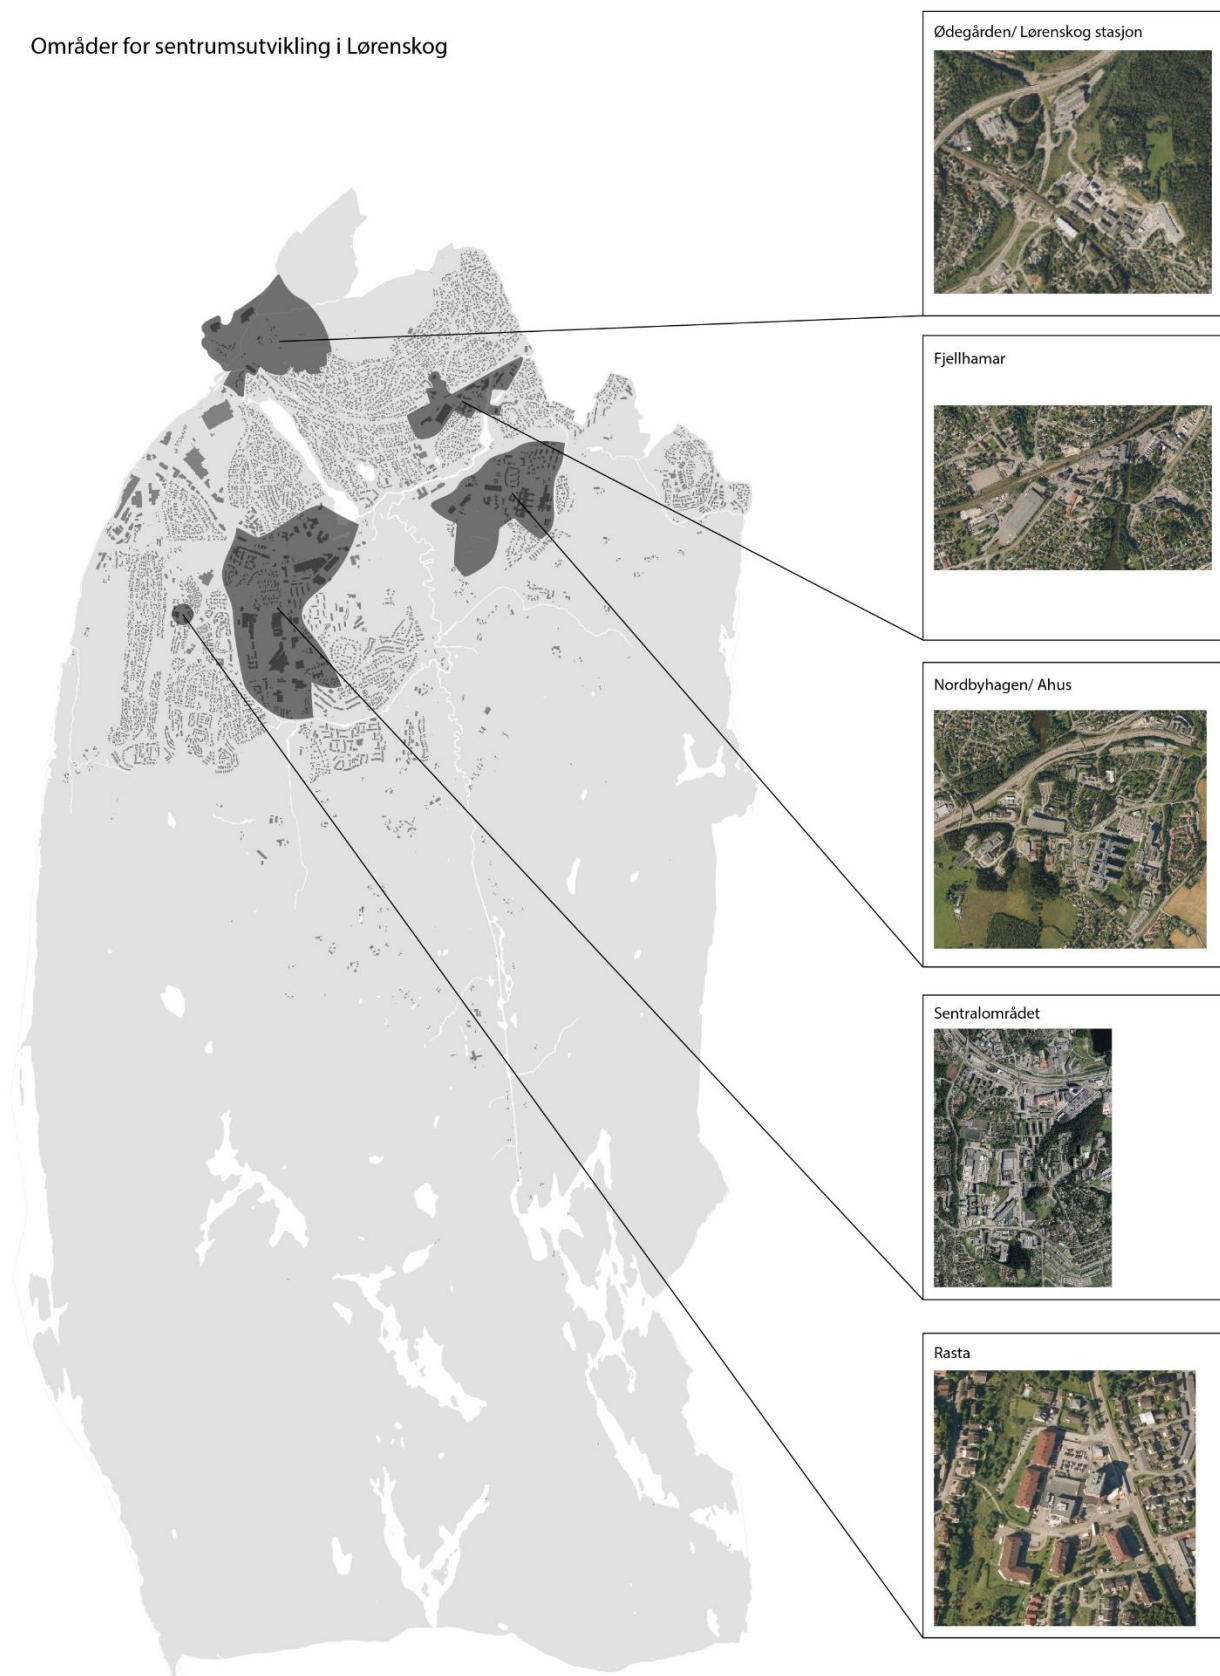 Områder for sentrumsutvikling i Lørenskog
Ødegården/ Lørenskog stasjon
Fjellhamar
Nordbyhagen/ Ahus
Sentralområdet
Rasta